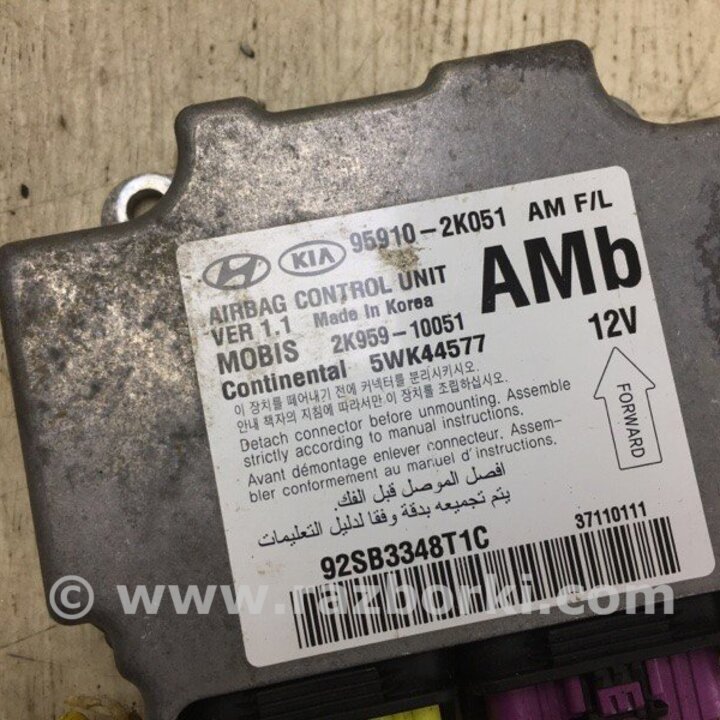 KIA 95910-2K051 AM F/L
AIRBAG CONTROL UNIT
VER 1.1 Made in Korea
AMb
MOBIS 2K959-10051
12V
Continental 5WK44577
이 장치를 떼어내기 전에 커넥터를 분리시키시오.
안내 책자의 지침에 따라서만 이 장치를 조립하십시오.
Detach connector before unmounting. Assemble
strictly according to manual instructions.
Avant démontage enlever connecteur. Assem-
bler conformement au manuel d'instructions.
FORWARD
افصل الموصل قبل الفك.
يتم تجميعه بدقة وفقا لدليل التعليمات
92SB3348T1C
37110111
© www.razborki.com